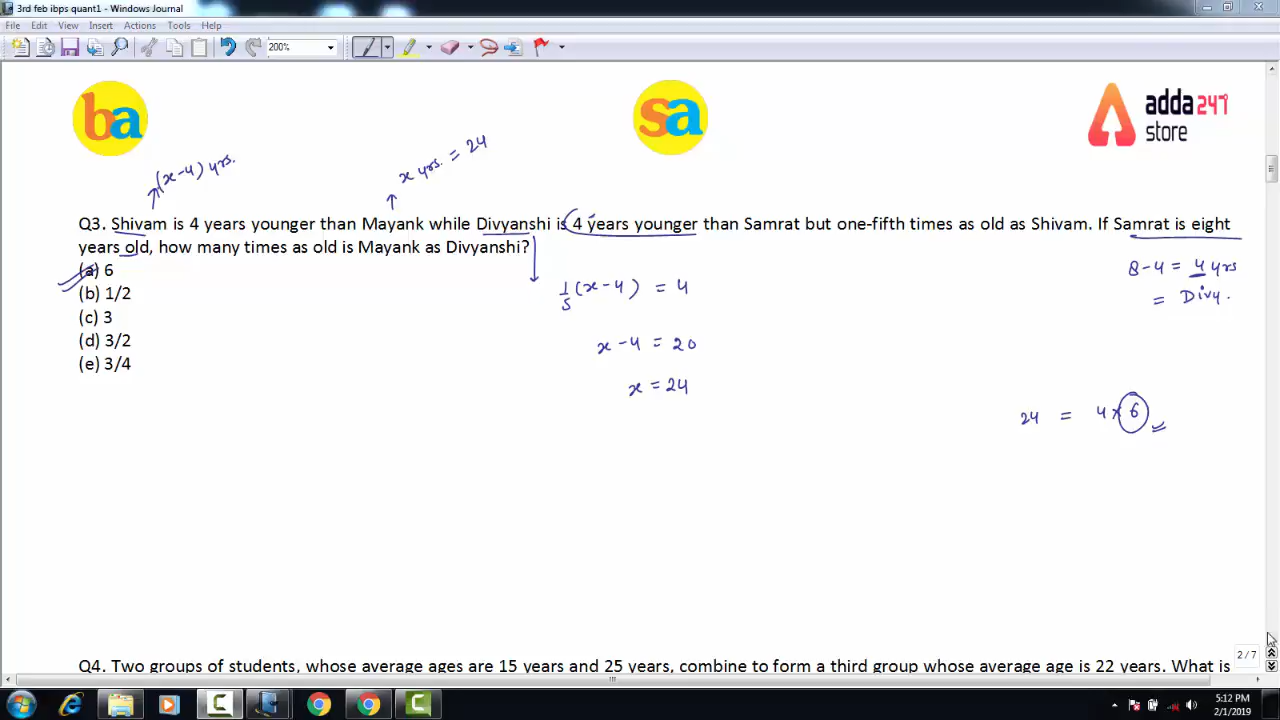 3rd feb ibps quant1 - Windows Journal
File Edit View Insert Actions Tools Help
200%
ba
sa
adda247
store
(x-4) yrs.
x yrs. = 24
Q3. Shivam is 4 years younger than Mayank while Divyanshi is 4 years younger than Samrat but one-fifth times as old as Shivam. If Samrat is eight
years old, how many times as old is Mayank as Divyanshi?
(a) 6
(b) 1/2
(c) 3
(d) 3/2
(e) 3/4
1/5 (x-4) = 4
x-4 = 20
x = 24
8-4 = 4 yrs
= Divy.
24 = 4×6
Q4. Two groups of students, whose average ages are 15 years and 25 years, combine to form a third group whose average age is 22 years. What is
2 / 7
5:12 PM
2/1/2019